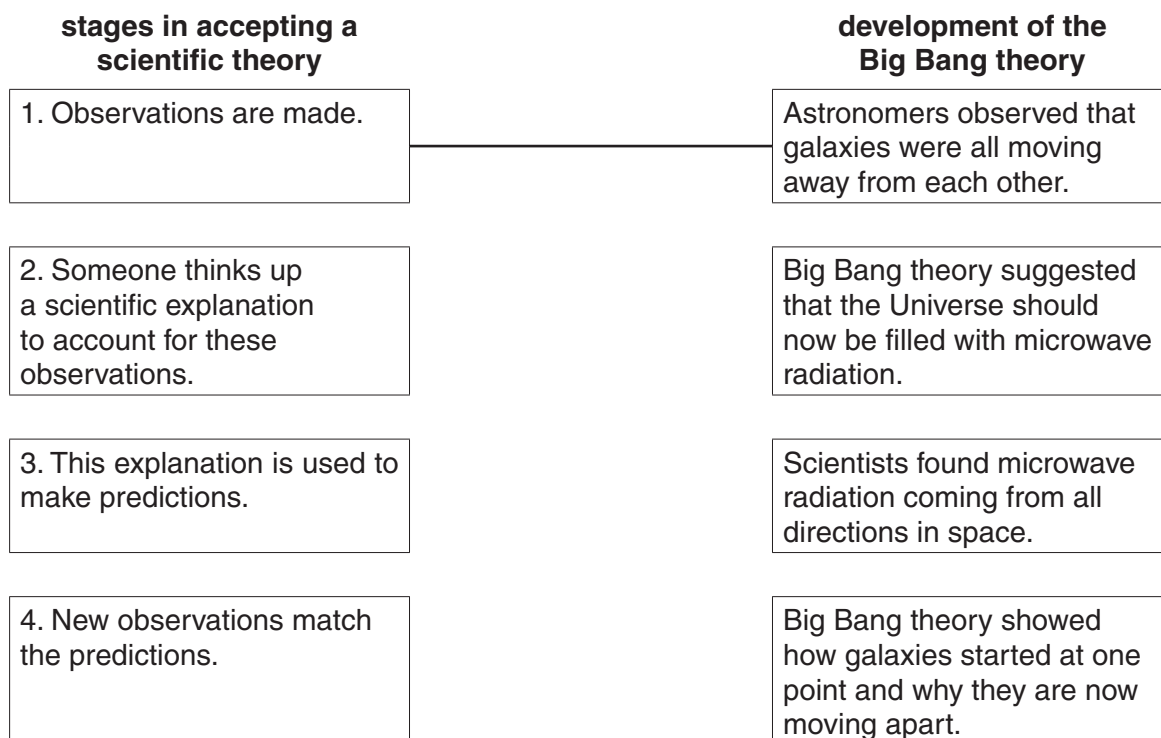 stages in accepting a
scientific theory
development of the
Big Bang theory
1. Observations are made.
Astronomers observed that
galaxies were all moving
away from each other.
2. Someone thinks up
a scientific explanation
to account for these
observations.
Big Bang theory suggested
that the Universe should
now be filled with microwave
radiation.
3. This explanation is used to
make predictions.
Scientists found microwave
radiation coming from all
directions in space.
4. New observations match
the predictions.
Big Bang theory showed
how galaxies started at one
point and why they are now
moving apart.